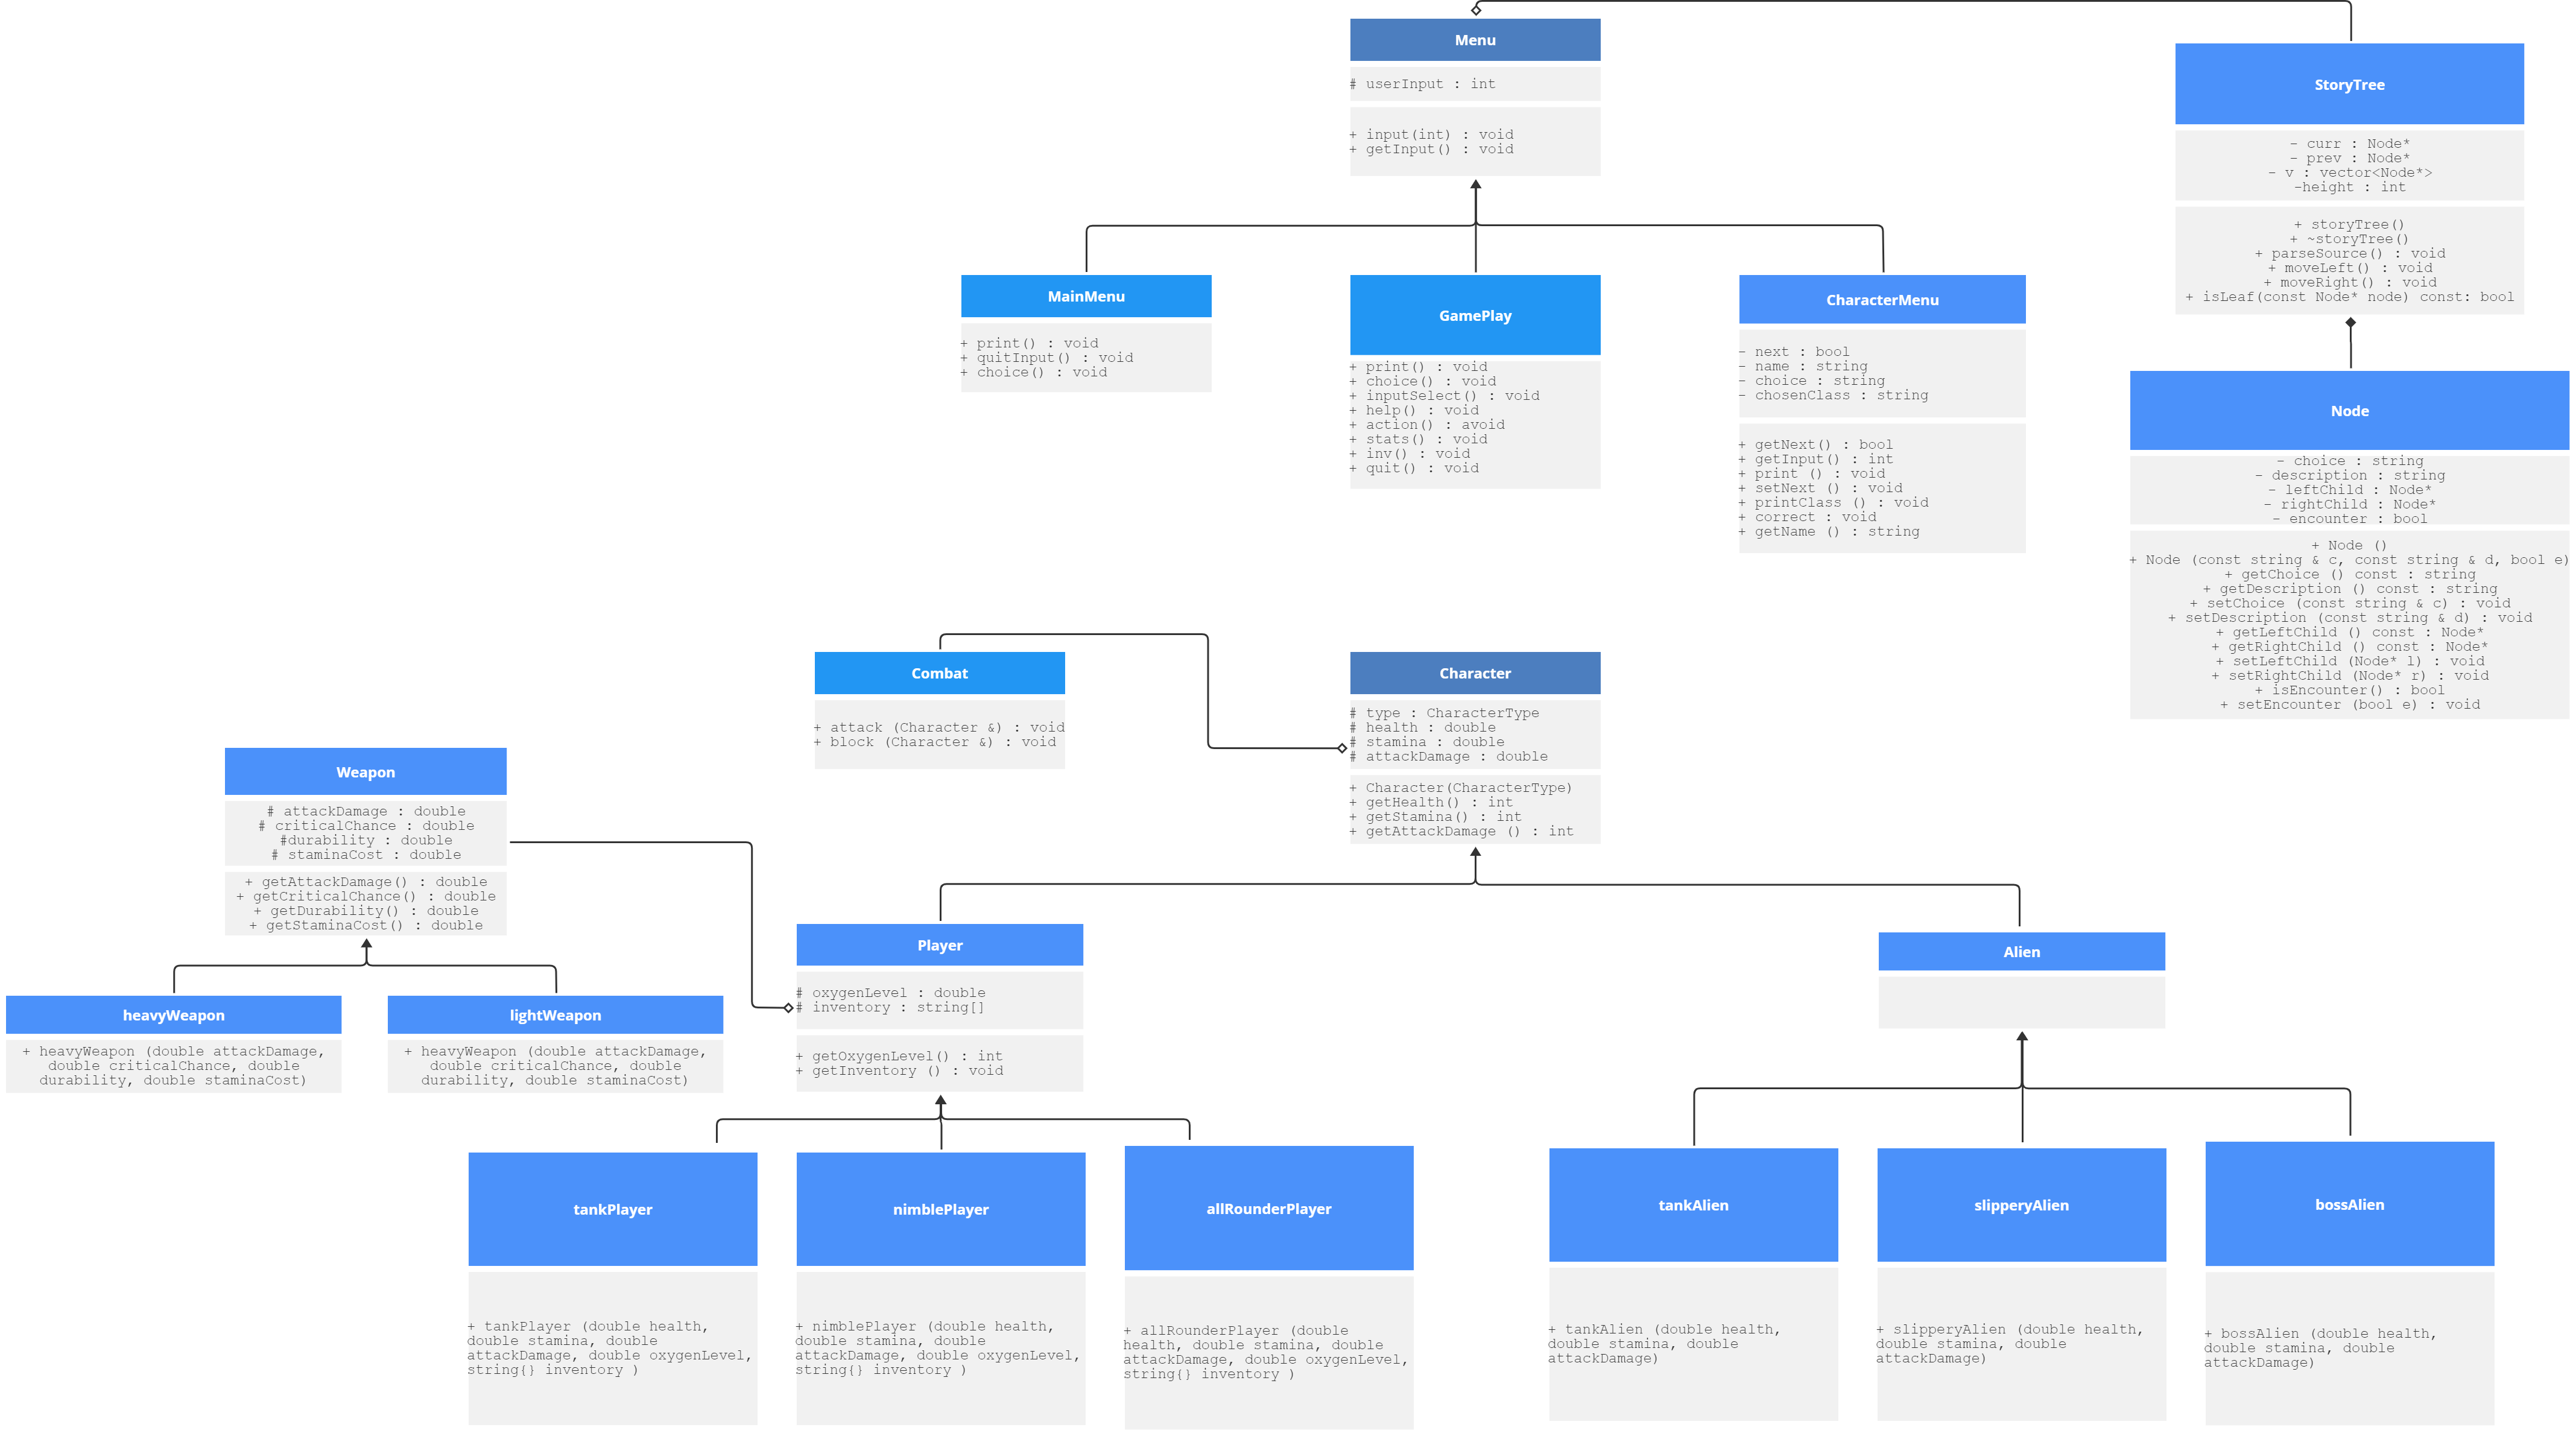 Menu
# userInput : int
+ input(int) : void
+ getInput() : void
StoryTree
- curr : Node*
- prev : Node*
- v : vector<Node*>
-height : int
+ storyTree()
+ ~storyTree()
+ parseSource() : void
+ moveLeft() : void
+ moveRight() : void
+ isLeaf(const Node* node) const: bool
MainMenu
+ print() : void
+ quitInput() : void
+ choice() : void
GamePlay
+ print() : void
+ choice() : void
+ inputSelect() : void
+ help() : void
+ action() : avoid
+ stats() : void
+ inv() : void
+ quit() : void
CharacterMenu
- next : bool
- name : string
- choice : string
- chosenClass : string
+ getNext() : bool
+ getInput() : int
+ print () : void
+ setNext () : void
+ printClass () : void
+ correct : void
+ getName () : string
Node
- choice : string
- description : string
- leftChild : Node*
- rightChild : Node*
- encounter : bool
+ Node ()
+ Node (const string & c, const string & d, bool e)
+ getChoice () const : string
+ getDescription () const : string
+ setChoice (const string & c) : void
+ setDescription (const string & d) : void
+ getLeftChild () const : Node*
+ getRightChild () const : Node*
+ setLeftChild (Node* l) : void
+ setRightChild (Node* r) : void
+ isEncounter() : bool
+ setEncounter (bool e) : void
Combat
+ attack (Character &) : void
+ block (Character &) : void
Character
# type : CharacterType
# health : double
# stamina : double
# attackDamage : double
+ Character(CharacterType)
+ getHealth() : int
+ getStamina() : int
+ getAttackDamage () : int
Weapon
# attackDamage : double
# criticalChance : double
#durability : double
# staminaCost : double
+ getAttackDamage() : double
+ getCriticalChance() : double
+ getDurability() : double
+ getStaminaCost() : double
heavyWeapon
+ heavyWeapon (double attackDamage,
double criticalChance, double
durability, double staminaCost)
lightWeapon
+ heavyWeapon (double attackDamage,
double criticalChance, double
durability, double staminaCost)
Player
# oxygenLevel : double
# inventory : string[]
+ getOxygenLevel() : int
+ getInventory () : void
Alien
tankPlayer
+ tankPlayer (double health,
double stamina, double
attackDamage, double oxygenLevel,
string{} inventory )
nimblePlayer
+ nimblePlayer (double health,
double stamina, double
attackDamage, double oxygenLevel,
string{} inventory )
allRounderPlayer
+ allRounderPlayer (double
health, double stamina, double
attackDamage, double oxygenLevel,
string{} inventory )
tankAlien
+ tankAlien (double health,
double stamina, double
attackDamage)
slipperyAlien
+ slipperyAlien (double health,
double stamina, double
attackDamage)
bossAlien
+ bossAlien (double health,
double stamina, double
attackDamage)